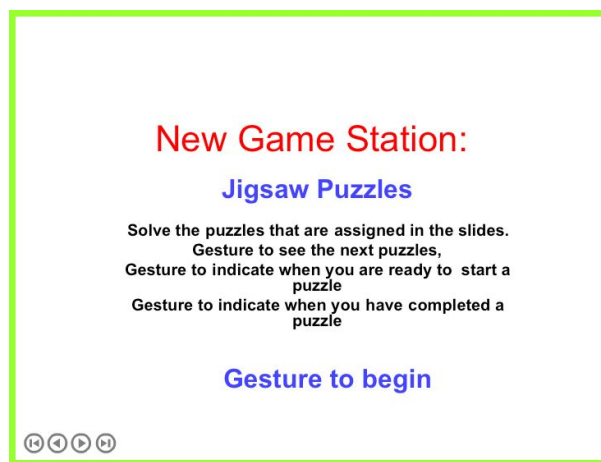 New Game Station:
Jigsaw Puzzles
Solve the puzzles that are assigned in the slides.
Gesture to see the next puzzles,
Gesture to indicate when you are ready to  start a
puzzle
Gesture to indicate when you have completed a
puzzle
Gesture to begin